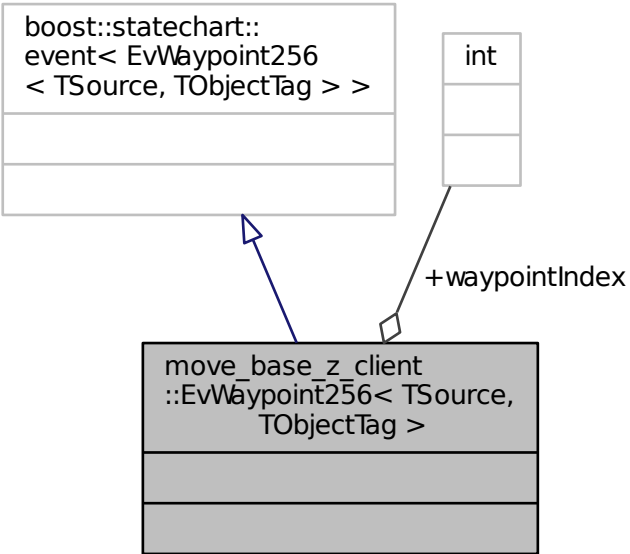 boost::statechart::
event< EvWaypoint256
< TSource, TObjectTag > >
int
+waypointIndex
move_base_z_client
::EvWaypoint256< TSource,
TObjectTag >